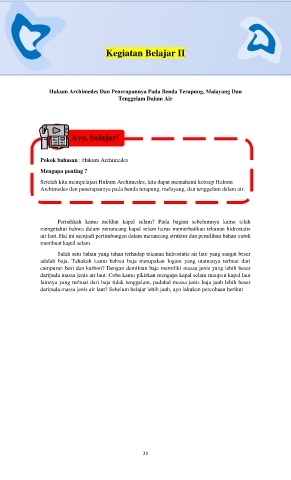 Kegiatan Belajar II
Hukum Archimedes Dan Penerapannya Pada Benda Terapung, Malayang Dan
Tenggelam Dalam Air
Ayo, belajar!
Pokok bahasan : Hukum Archimedes
Mengapa penting ?
Setelah kita mempelajari Hukum Archimedes, kita dapat memahami konsep Hukum
Archimedes dan penerapannya pada benda terapung, melayang, dan tenggelam dalam air.
Pernahkah kamu melihat kapal selam? Pada bagian sebelumnya kamu telah
mengetahui bahwa dalam merancang kapal selam harus memerhatikan tekanan hidrostatis
air laut. Hal ini menjadi pertimbangan dalam merancang struktur dan pemilihan bahan untuk
membuat kapal selam.
Salah satu bahan yang tahan terhadap tekanan hidrostatis air laut yang sangat besar
adalah baja. Tahukah kamu bahwa baja merupakan logam yang utamanya terbuat dari
campuran besi dan karbon? Dengan demikian baja memiliki massa jenis yang lebih besar
daripada massa jenis air laut. Coba kamu pikirkan mengapa kapal selam maupun kapal laut
lainnya yang terbuat dari baja tidak tenggelam, padahal massa jenis baja jauh lebih besar
daripada massa jenis air laut? Sebelum belajar lebih jauh, ayo lakukan percobaan berikut
21